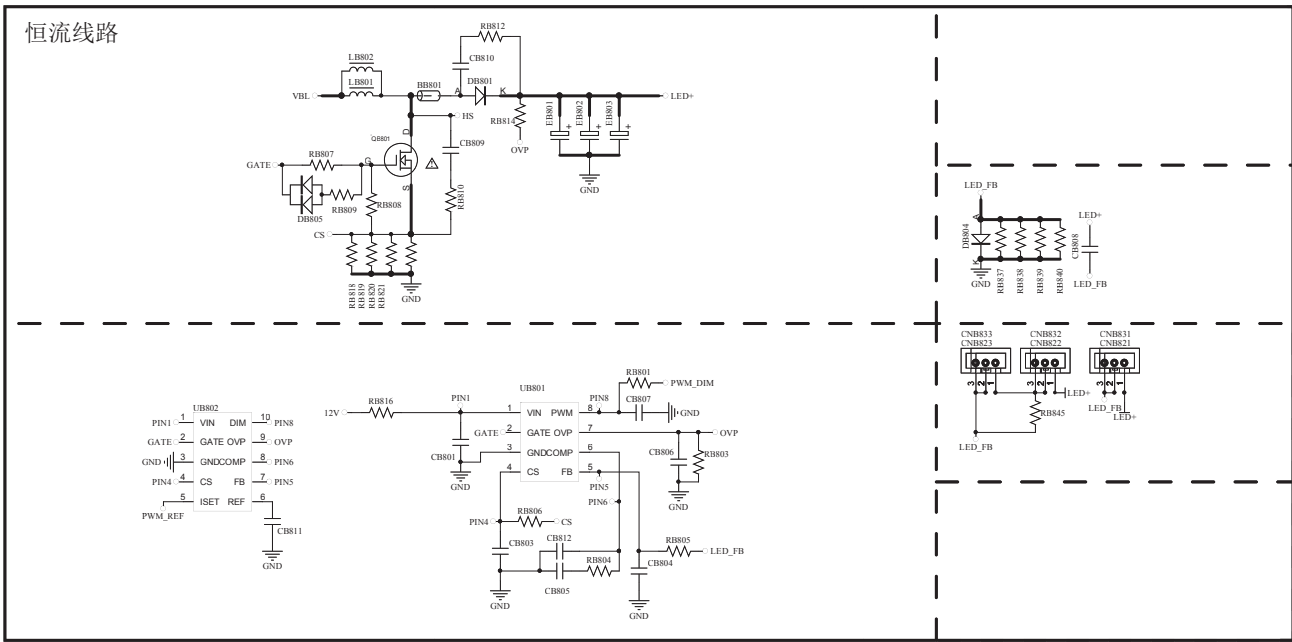 恒流线路
RB812
CB810
LB802
LB801
BB801
DB801
VBL
A
K
LED+
HS
D
RB814
OVP
EB801
EB802
EB803
+
+
+
GND
QB801
CB809
RB807
GATE
G
S
RB809
RB808
RB810
DB805
CS
RB818
RB819
RB820
RB821
GND
LED_FB
A
DB804
K
GND
RB837
RB838
RB839
RB840
LED+
CB808
LED_FB
CNB833
CNB823
CNB832
CNB822
CNB831
CNB821
3
2
1
3
2
1
3
2
1
LED+
LED_FB
LED+
RB845
LED_FB
UB802
PIN1
1
VIN
DIM
10
PIN8
GATE
2
GATE
OVP
9
OVP
GND
3
GND
COMP
8
PIN6
PIN4
4
CS
FB
7
PIN5
5
ISET
REF
6
PWM_REF
CB811
GND
12V
RB816
PIN1
CB801
GND
UB801
1
VIN
PWM
8
PIN8
RB801
PWM_DIM
CB807
GND
GATE
2
GATE
OVP
7
OVP
3
GND
COMP
6
4
CS
FB
5
PIN5
PIN6
CB806
RB803
GND
PIN4
RB806
CS
CB803
CB812
RB804
CB805
GND
RB805
LED_FB
CB804
GND